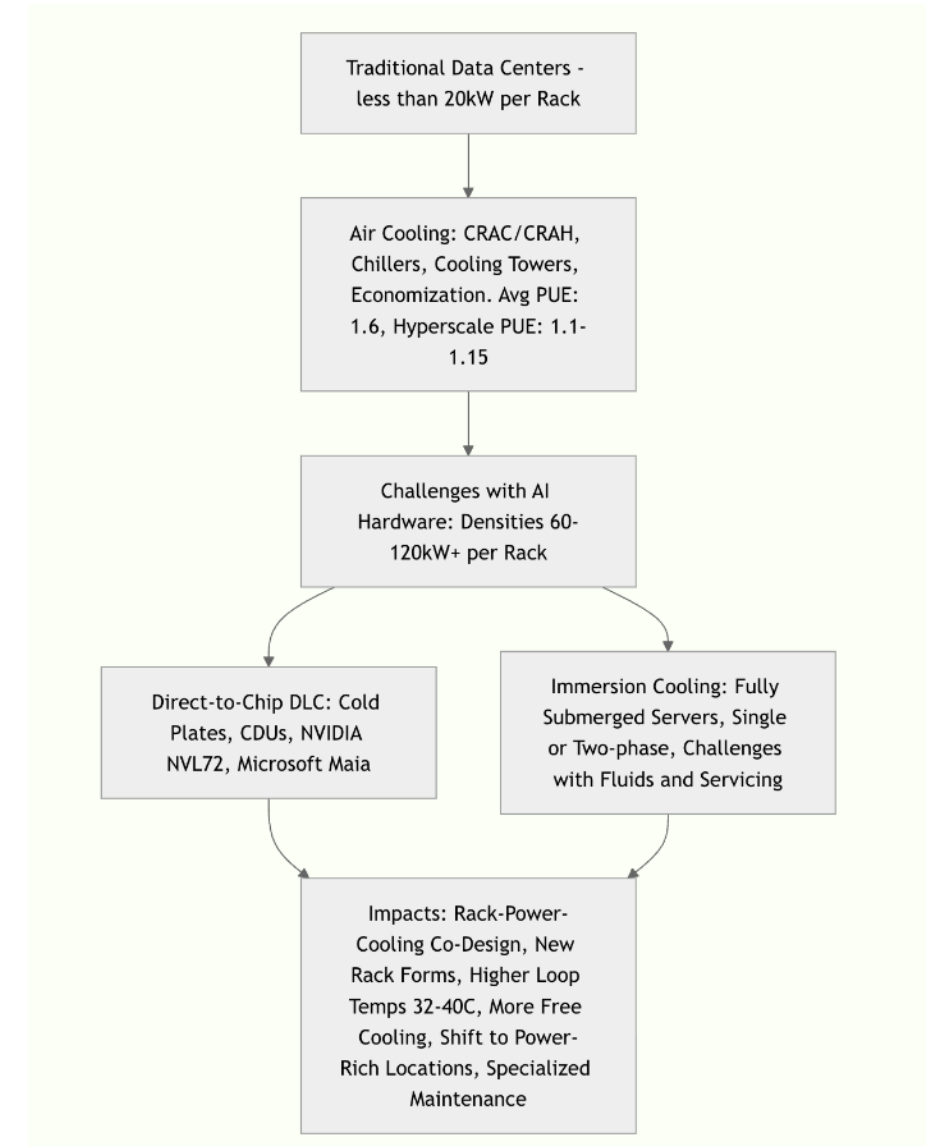 Traditional Data Centers -
less than 20kW per Rack
Air Cooling: CRAC/CRAH,
Chillers, Cooling Towers,
Economization. Avg PUE:
1.6, Hyperscale PUE: 1.1-
1.15
Challenges with AI
Hardware: Densities 60-
120kW+ per Rack
Direct-to-Chip DLC: Cold
Plates, CDUs, NVIDIA
NVL72, Microsoft Maia
Immersion Cooling: Fully
Submerged Servers, Single
or Two-phase, Challenges
with Fluids and Servicing
Impacts: Rack-Power-
Cooling Co-Design, New
Rack Forms, Higher Loop
Temps 32-40C, More Free
Cooling, Shift to Power-
Rich Locations, Specialized
Maintenance